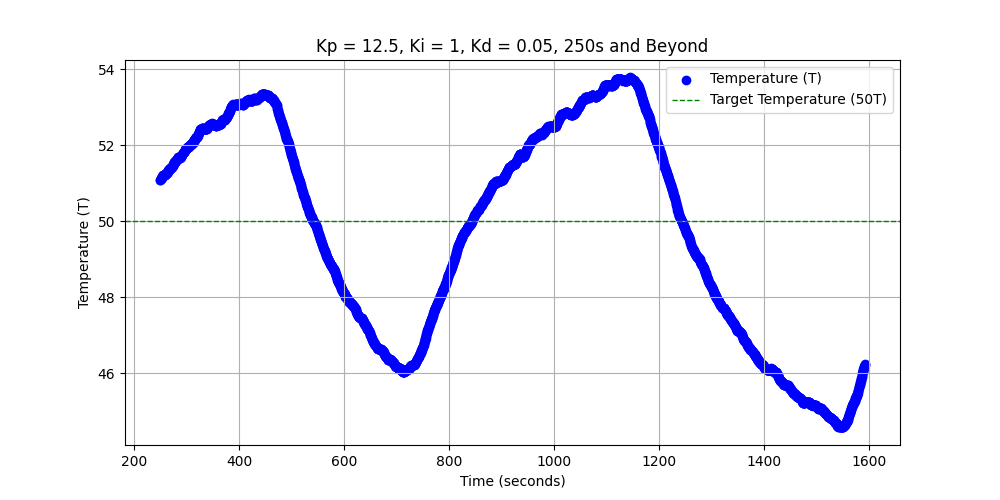 Kp = 12.5, Ki = 1, Kd = 0.05, 250s and Beyond
Temperature (T)
Target Temperature (50T)
54
52
50
48
46
Temperature (T)
200 400 600 800 1000 1200 1400 1600
Time (seconds)